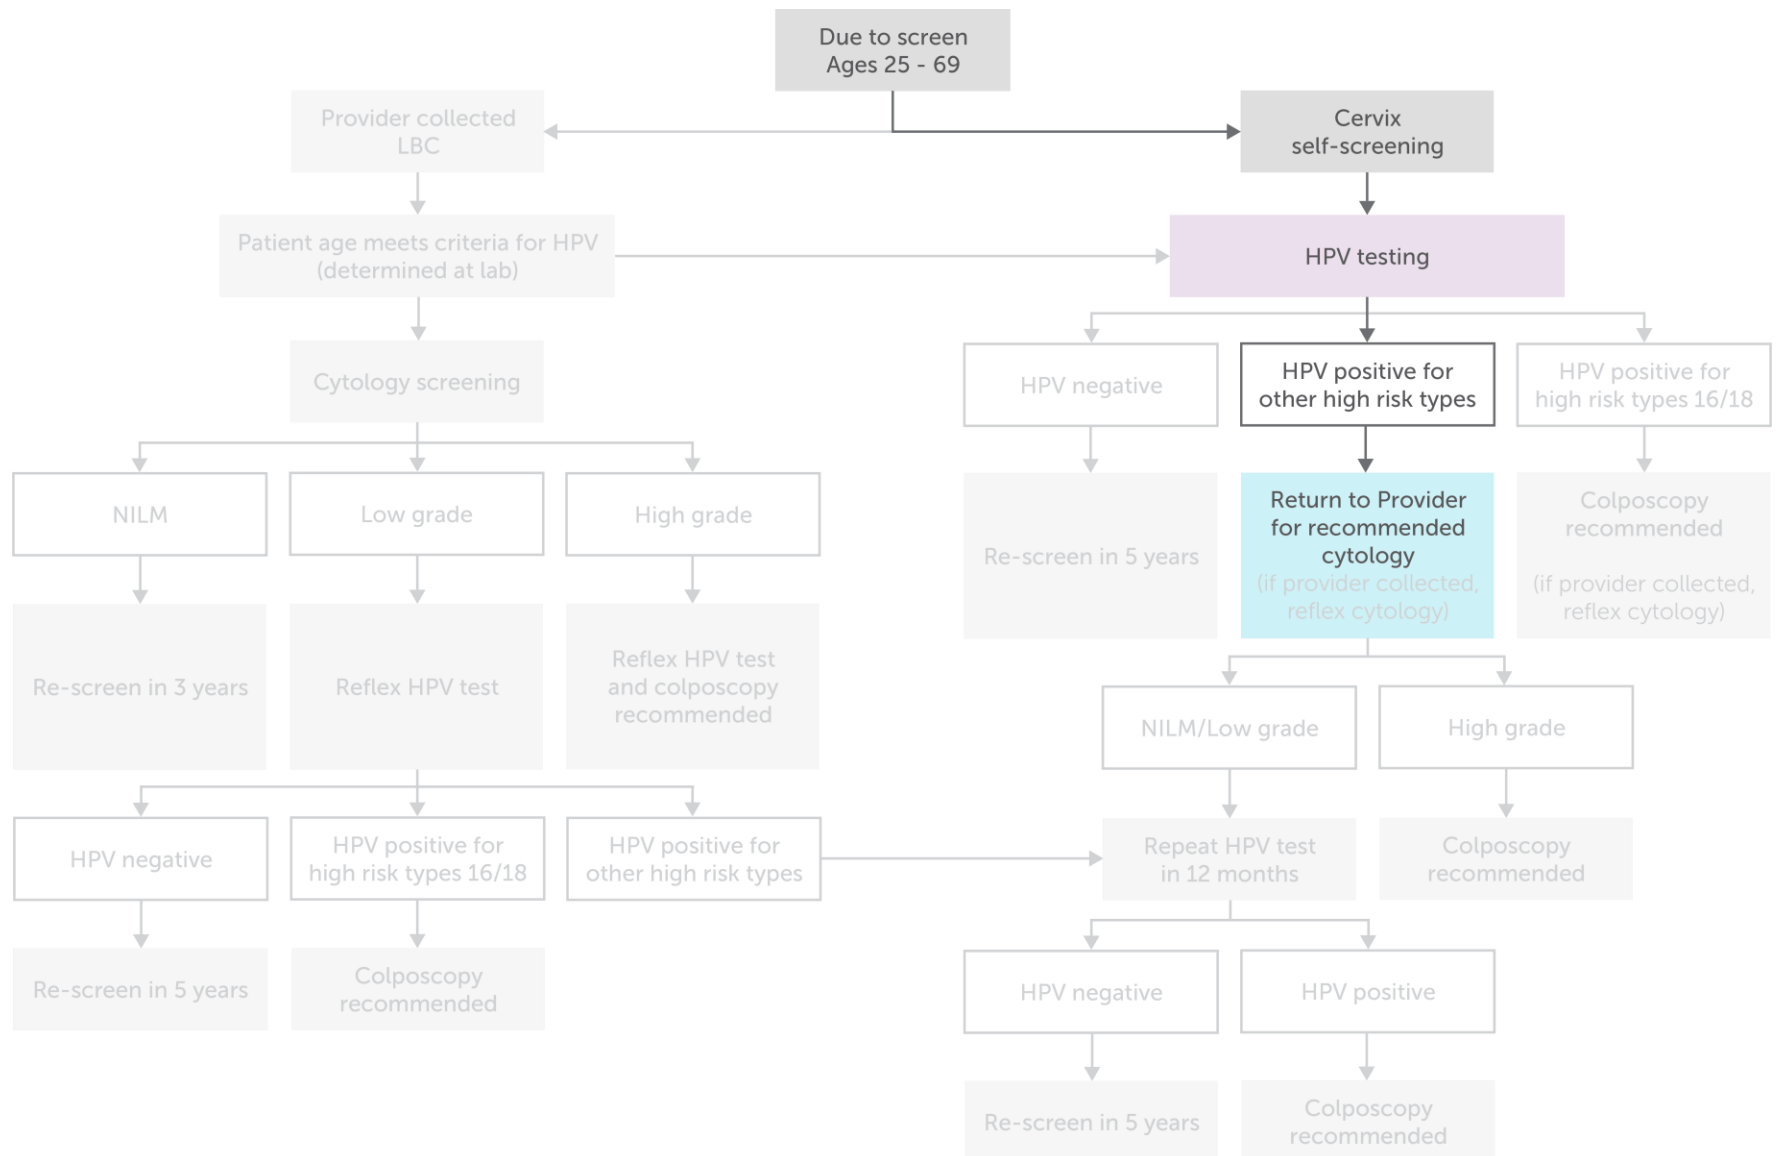 Due to screen
Ages 25 - 69
Provider collected
LBC
Cervix
self-screening
Patient age meets criteria for HPV
(determined at lab)
HPV testing
Cytology screening
HPV negative
HPV positive for
other high risk types
HPV positive for
high risk types 16/18
NILM
Low grade
High grade
Re-screen in 5 years
Return to Provider
for recommended
cytology
(if provider collected,
reflex cytology)
Colposcopy
recommended
(if provider collected,
reflex cytology)
Re-screen in 3 years
Reflex HPV test
Reflex HPV test
and colposcopy
recommended
NILM/Low grade
High grade
HPV negative
HPV positive for
high risk types 16/18
HPV positive for
other high risk types
Repeat HPV test
in 12 months
Colposcopy
recommended
Re-screen in 5 years
Colposcopy
recommended
HPV negative
HPV positive
Re-screen in 5 years
Colposcopy
recommended